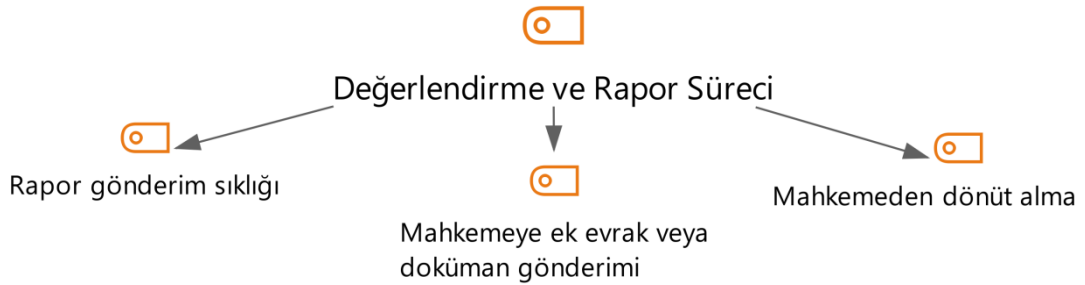 Değerlendirme ve Rapor Süreci
Rapor gönderim sıklığı
Mahkemeye ek evrak veya
doküman gönderimi
Mahkemeden dönüt alma